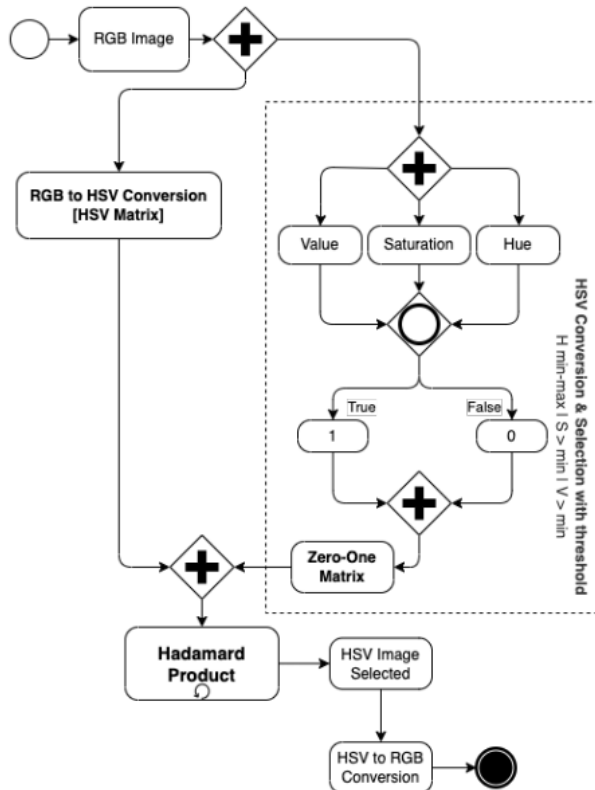 RGB Image
RGB to HSV Conversion
[HSV Matrix]
Value
Saturation
Hue
HSV Conversion & Selection with threshold
H min-max I S > min I V > min
True
False
1
0
Zero-One
Matrix
Hadamard
Product
HSV Image
Selected
HSV to RGB
Conversion